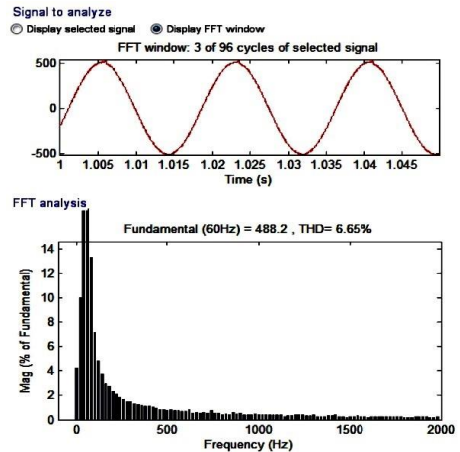 Signal to analyze
Display selected signal Display FFT window
FFT window: 3 of 96 cycles of selected signal
500
0
-500
1 1.005 1.01 1.015 1.02 1.025 1.03 1.035 1.04 1.045
Time (s)
FFT analysis
Fundamental (60Hz) = 488.2 , THD= 6.65%
Mag (% of Fundamental)
14
12
10
8
6
4
2
0
0 500 1000 1500 2000
Frequency (Hz)